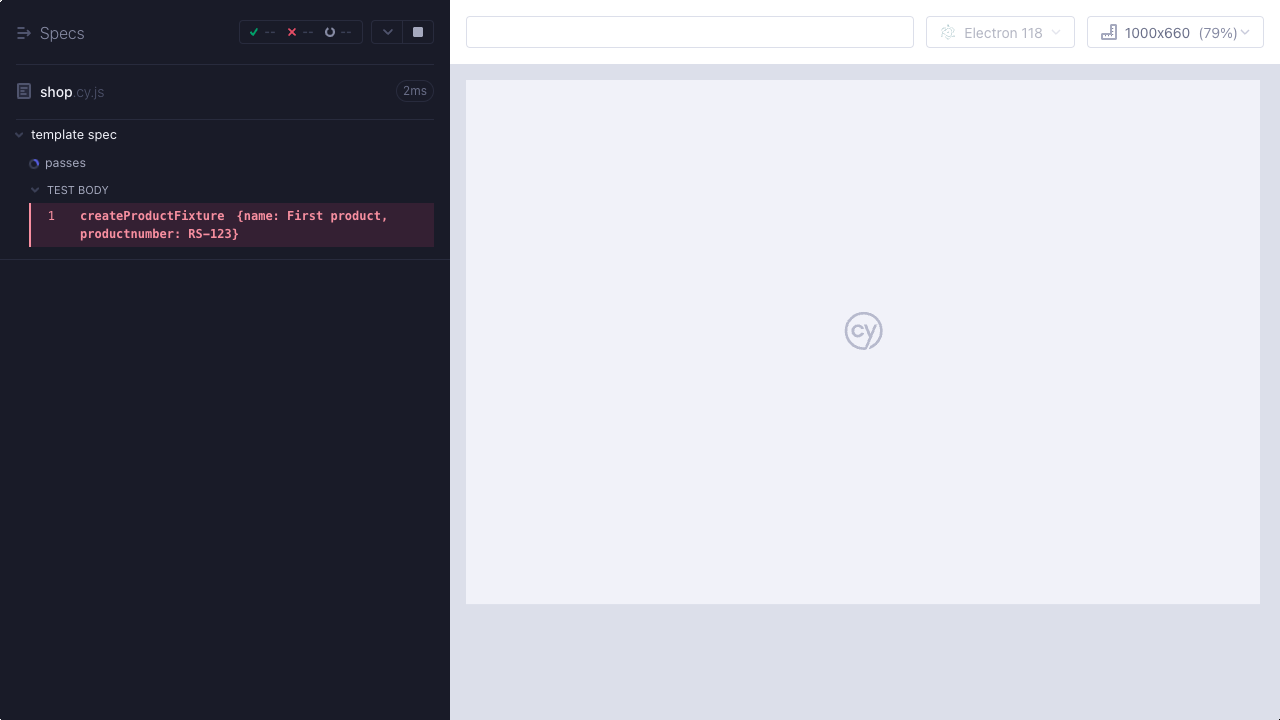 Specs
--
--
--
Electron 118
1000x660 (79%)
shop.cy.js
2ms
template spec
passes
TEST BODY
1 createProductFixture {name: First product,
productnumber: RS–123}
cy